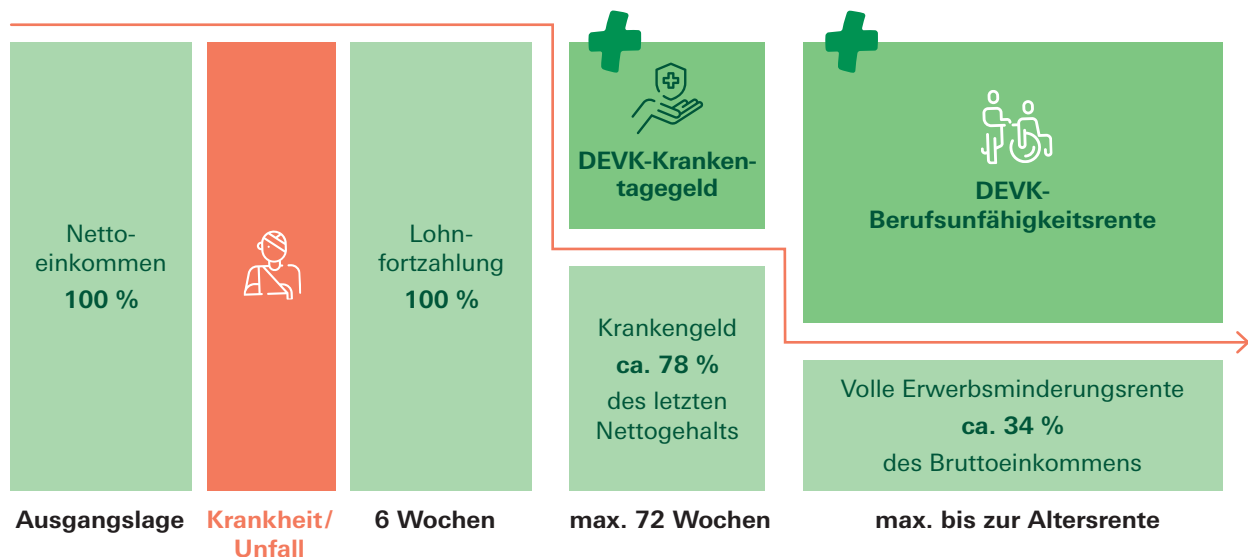 Netto-
einkommen
100 %
Lohn-
fortzahlung
100 %
DEVK-Kranken-
tagegeld
Krankengeld
ca. 78 %
des letzten
Nettogehalts
DEVK-
Berufsunfähigkeitsrente
Volle Erwerbsminderungsrente
ca. 34 %
des Bruttoeinkommens
Ausgangslage
Krankheit/
Unfall
6 Wochen
max. 72 Wochen
max. bis zur Altersrente